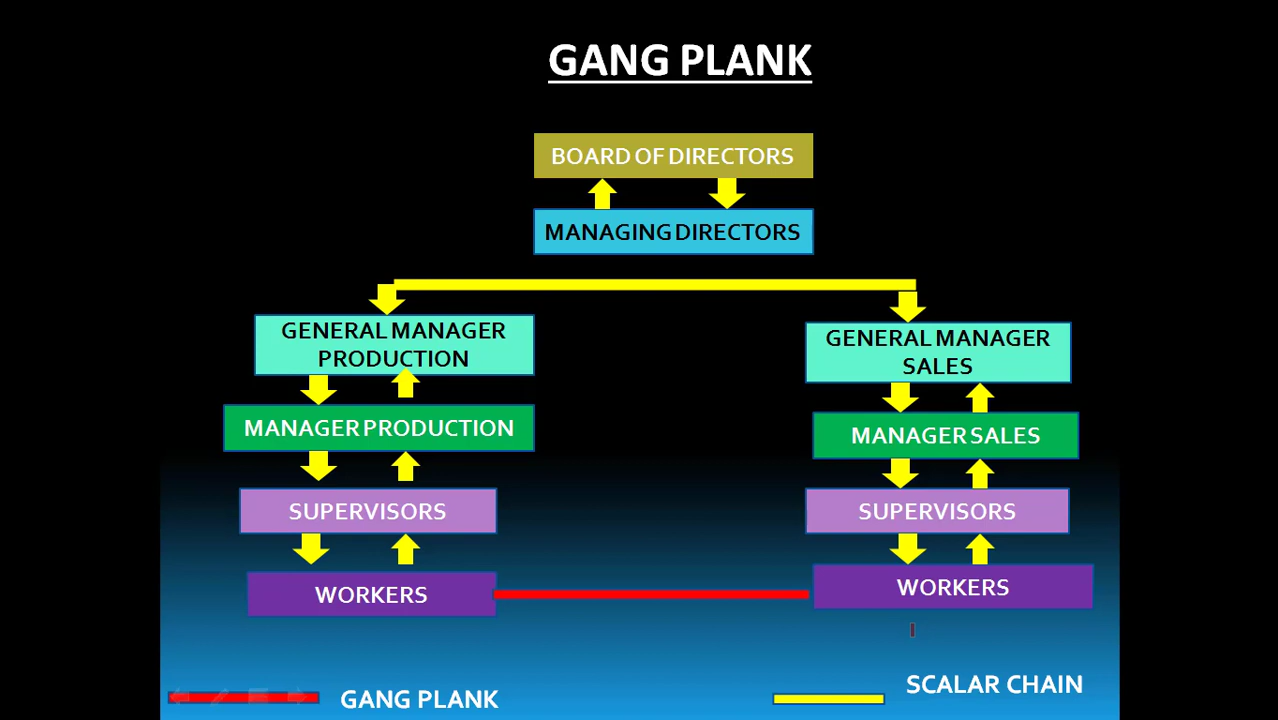 GANG PLANK
BOARD OF DIRECTORS
MANAGING DIRECTORS
GENERAL MANAGER
PRODUCTION
MANAGER PRODUCTION
SUPERVISORS
WORKERS
GENERAL MANAGER
SALES
MANAGER SALES
SUPERVISORS
WORKERS
GANG PLANK
SCALAR CHAIN